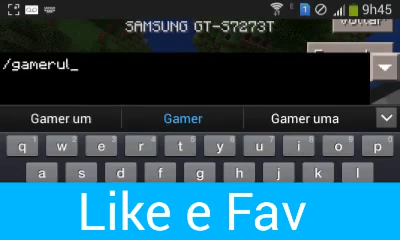 9h45
SAMSUNG GT-S7273T
Voltar
/gamerul_
Gamer um Gamer Gamer uma
q w e r t y u i o p
a s d f g h j k l
Like e Fav